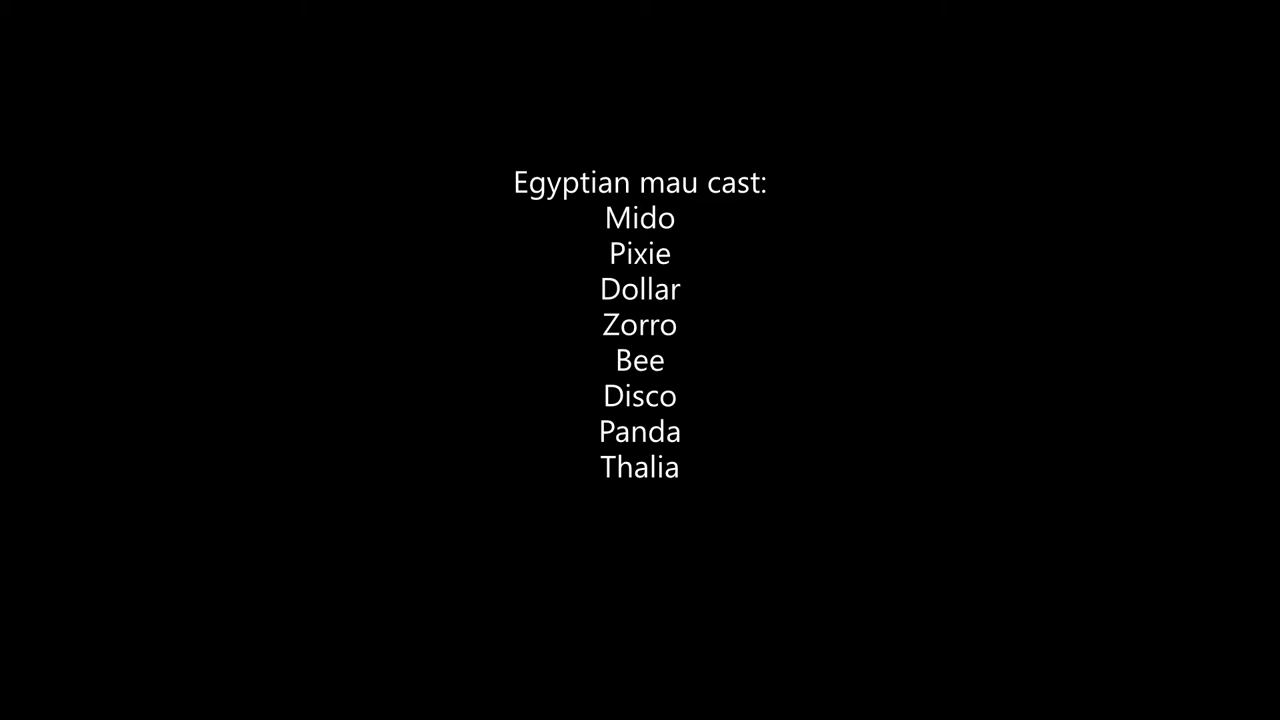 Egyptian mau cast:
Mido
Pixie
Dollar
Zorro
Bee
Disco
Panda
Thalia